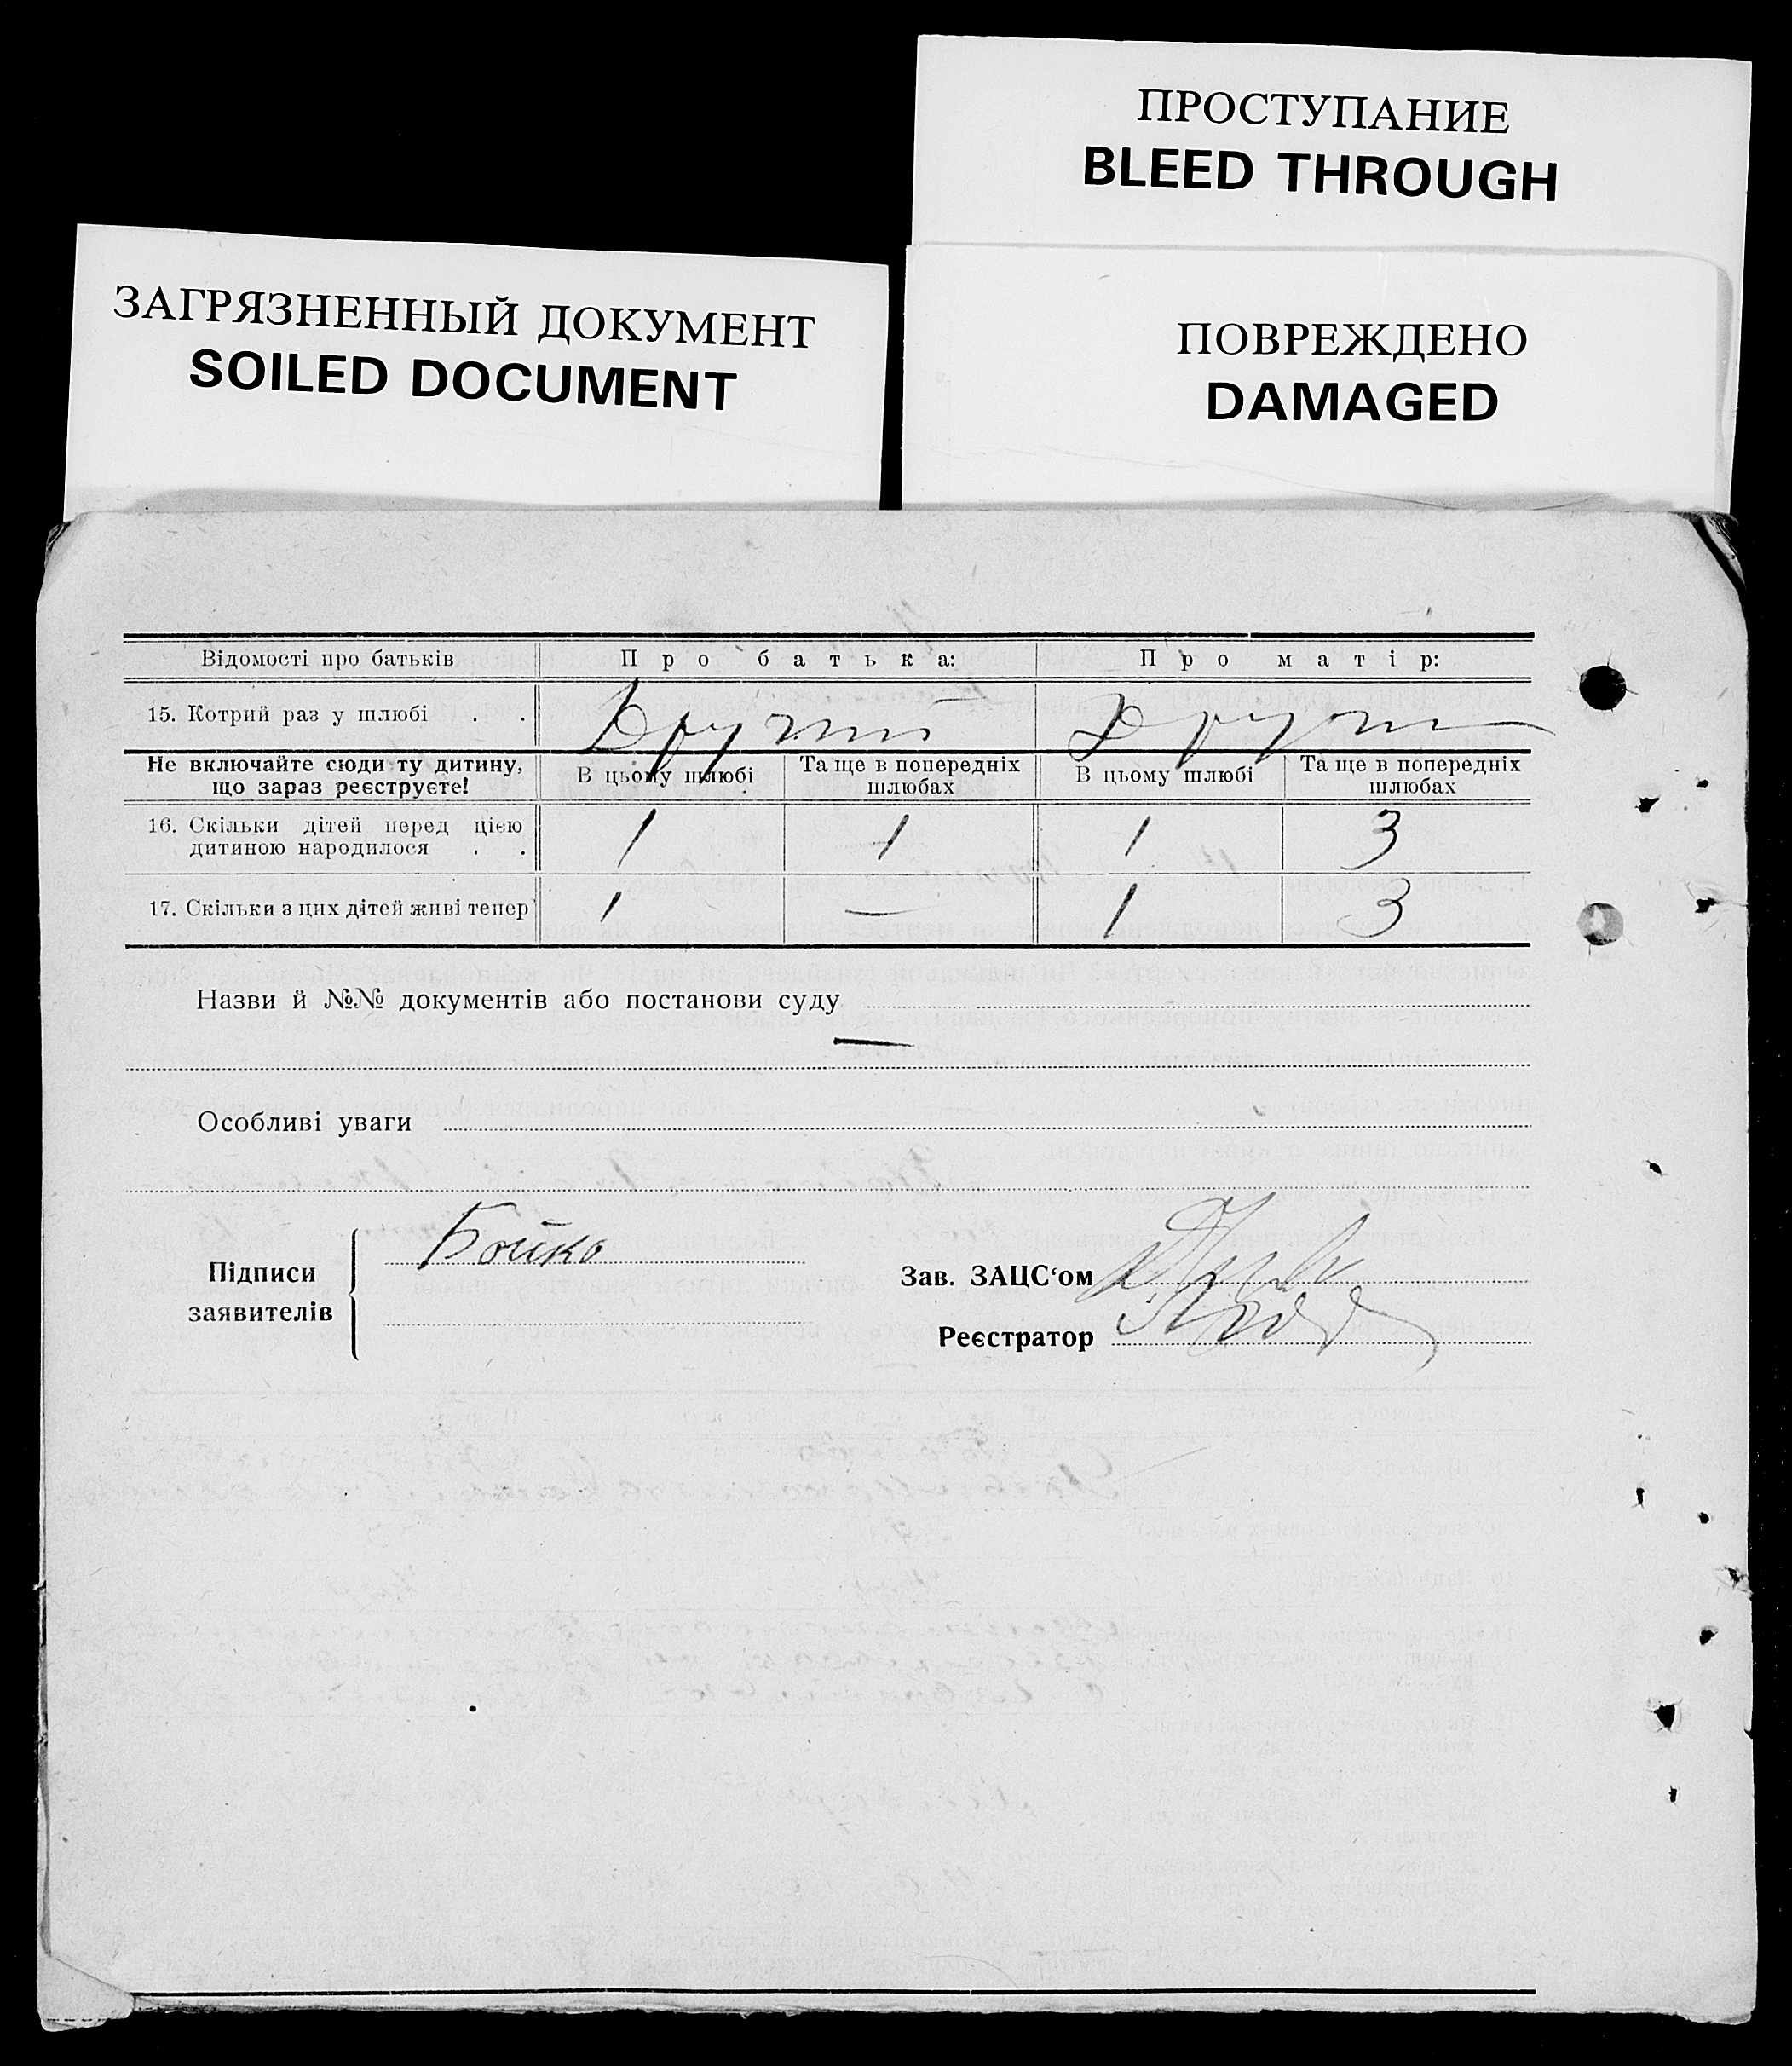 ПРОСТУПАНИЕ
BLEED THROUGH
ЗАГРЯЗНЕННЫЙ ДОКУМЕНТ
SOILED DOCUMENT
ПОВРЕЖДЕНО
DAMAGED
Відомості про батьків Про батька: Про матір:
15. Котрий раз у шлюбі . . Другий Други
Не включайте сюди ту дитину, що зараз реєструєте! В цьому шлюбі Та ще в попередніх шлюбах В цьому шлюбі Та ще в попередніх шлюбах
16. Скільки дітей перед цією
дитиною народилося . . 1 1 1 3
17. Скільки з цих дітей живі тепер 1 — 1 3
Назви й №№ документів або постанови суду
—
Особливі уваги
Підписи
заявителів
Бойко
Зав. ЗАЦС‘ом
Реєстратор